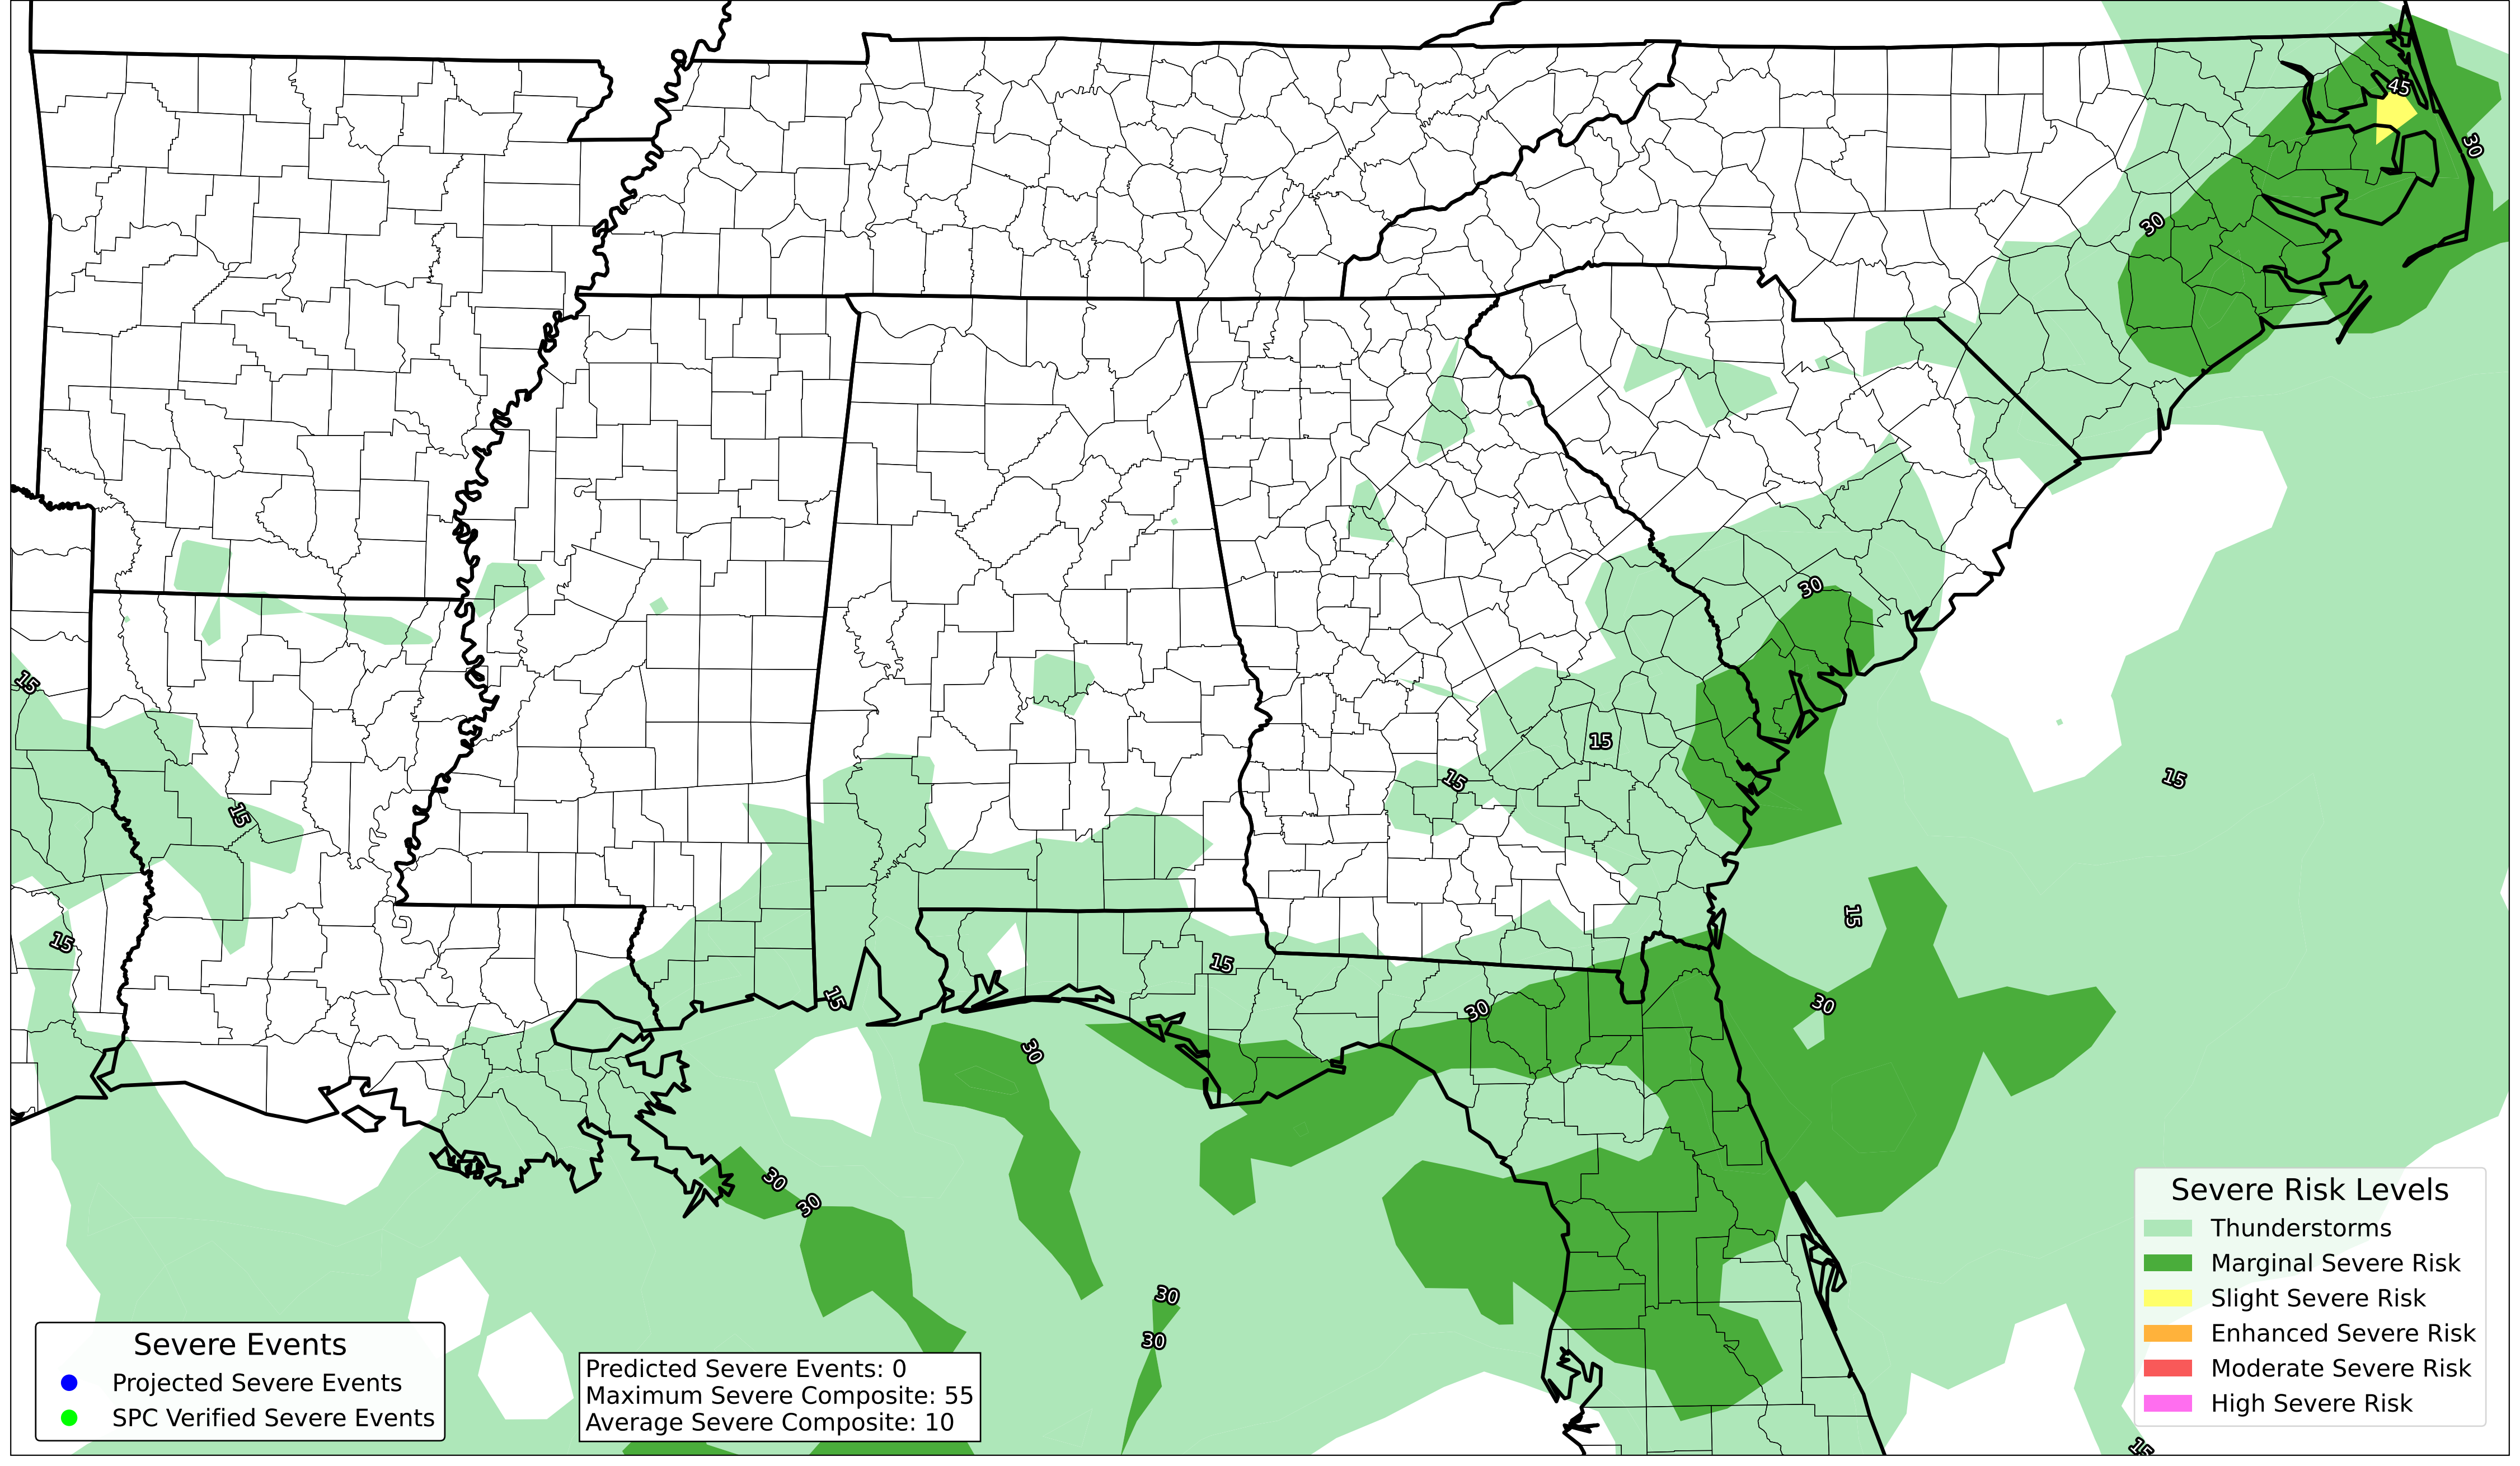 45
30
30
30
15
15
15
15
15
15
15
15
30
30
30
30
30
30
30
15
Severe Risk Levels
Thunderstorms
Marginal Severe Risk
Slight Severe Risk
Enhanced Severe Risk
Moderate Severe Risk
High Severe Risk
Severe Events
Projected Severe Events
SPC Verified Severe Events
Predicted Severe Events: 0
Maximum Severe Composite: 55
Average Severe Composite: 10